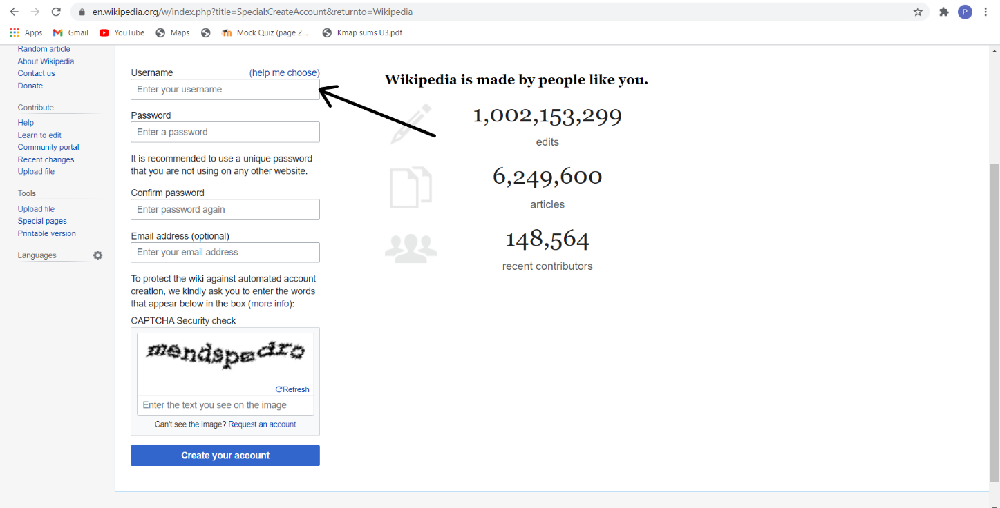 en.wikipedia.org/w/index.php?title=Special:CreateAccount&returnto=Wikipedia
P
Apps Gmail YouTube Maps Mock Quiz (page 2... Kmap sums U3.pdf
Random article
About Wikipedia
Contact us
Donate
Contribute
Help
Learn to edit
Community portal
Recent changes
Upload file
Tools
Upload file
Special pages
Printable version
Languages
Username (help me choose)
Enter your username
Password
Enter a password
It is recommended to use a unique password
that you are not using on any other website.
Confirm password
Enter password again
Email address (optional)
Enter your email address
To protect the wiki against automated account
creation, we kindly ask you to enter the words
that appear below in the box (more info):
CAPTCHA Security check
mendspedro
Refresh
Enter the text you see on the image
Can't see the image? Request an account
Create your account
Wikipedia is made by people like you.
1,002,153,299
edits
6,249,600
articles
148,564
recent contributors